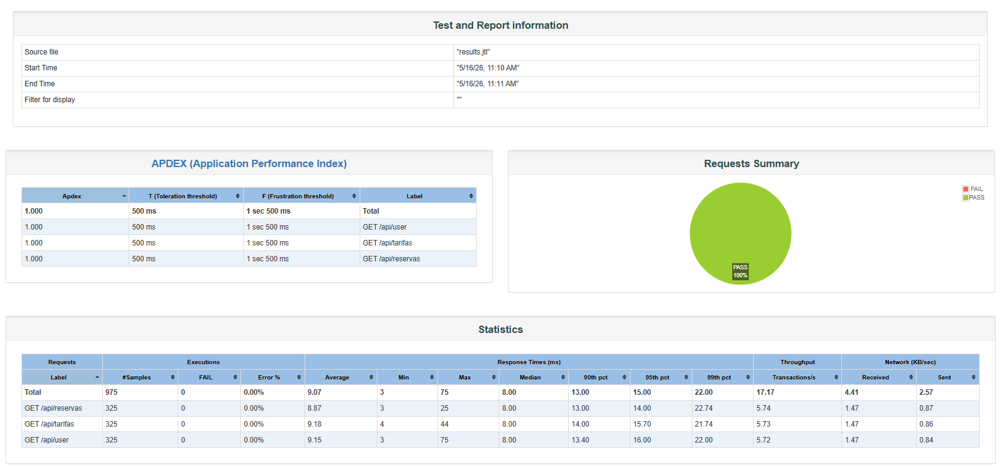 Test and Report information
Source file "results.jtl"
Start Time "5/16/26, 11:10 AM"
End Time "5/16/26, 11:11 AM"
Filter for display ""
APDEX (Application Performance Index)
Apdex T (Toleration threshold) F (Frustration threshold) Label
1.000 500 ms 1 sec 500 ms Total
1.000 500 ms 1 sec 500 ms GET /api/user
1.000 500 ms 1 sec 500 ms GET /api/tarifas
1.000 500 ms 1 sec 500 ms GET /api/reservas
Requests Summary
FAIL
PASS
PASS
100%
Statistics
Requests Executions Response Times (ms) Throughput Network (KB/sec)
Label #Samples FAIL Error % Average Min Max Median 90th pct 95th pct 99th pct Transactions/s Received Sent
Total 975 0 0.00% 9.07 3 75 8.00 13.00 15.00 22.00 17.17 4.41 2.57
GET /api/reservas 325 0 0.00% 8.87 3 25 8.00 13.00 14.00 22.74 5.74 1.47 0.87
GET /api/tarifas 325 0 0.00% 9.18 4 44 8.00 14.00 15.70 21.74 5.73 1.47 0.86
GET /api/user 325 0 0.00% 9.15 3 75 8.00 13.40 16.00 22.00 5.72 1.47 0.84